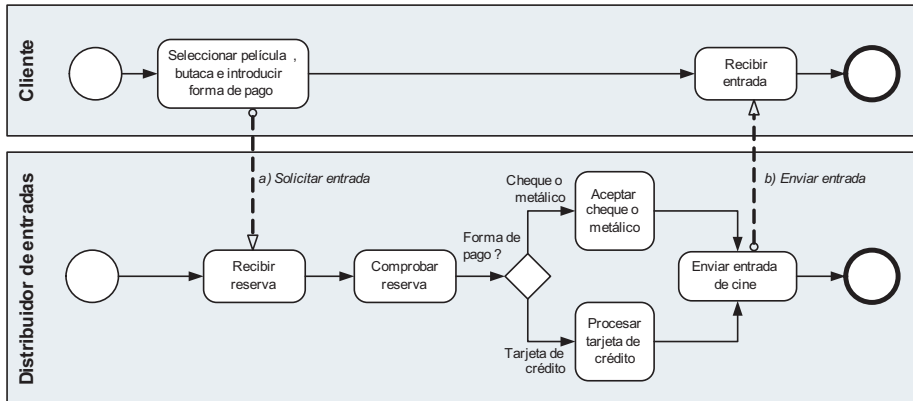 Cliente
Seleccionar película ,
butaca e introducir
forma de pago
Recibir
entrada
a) Solicitar entrada
b) Enviar entrada
Distribuidor de entradas
Recibir
reserva
Comprobar
reserva
Forma de
pago ?
Cheque o
metálico
Aceptar
cheque o
metálico
Tarjeta de
crédito
Procesar
tarjeta de
crédito
Enviar entrada
de cine